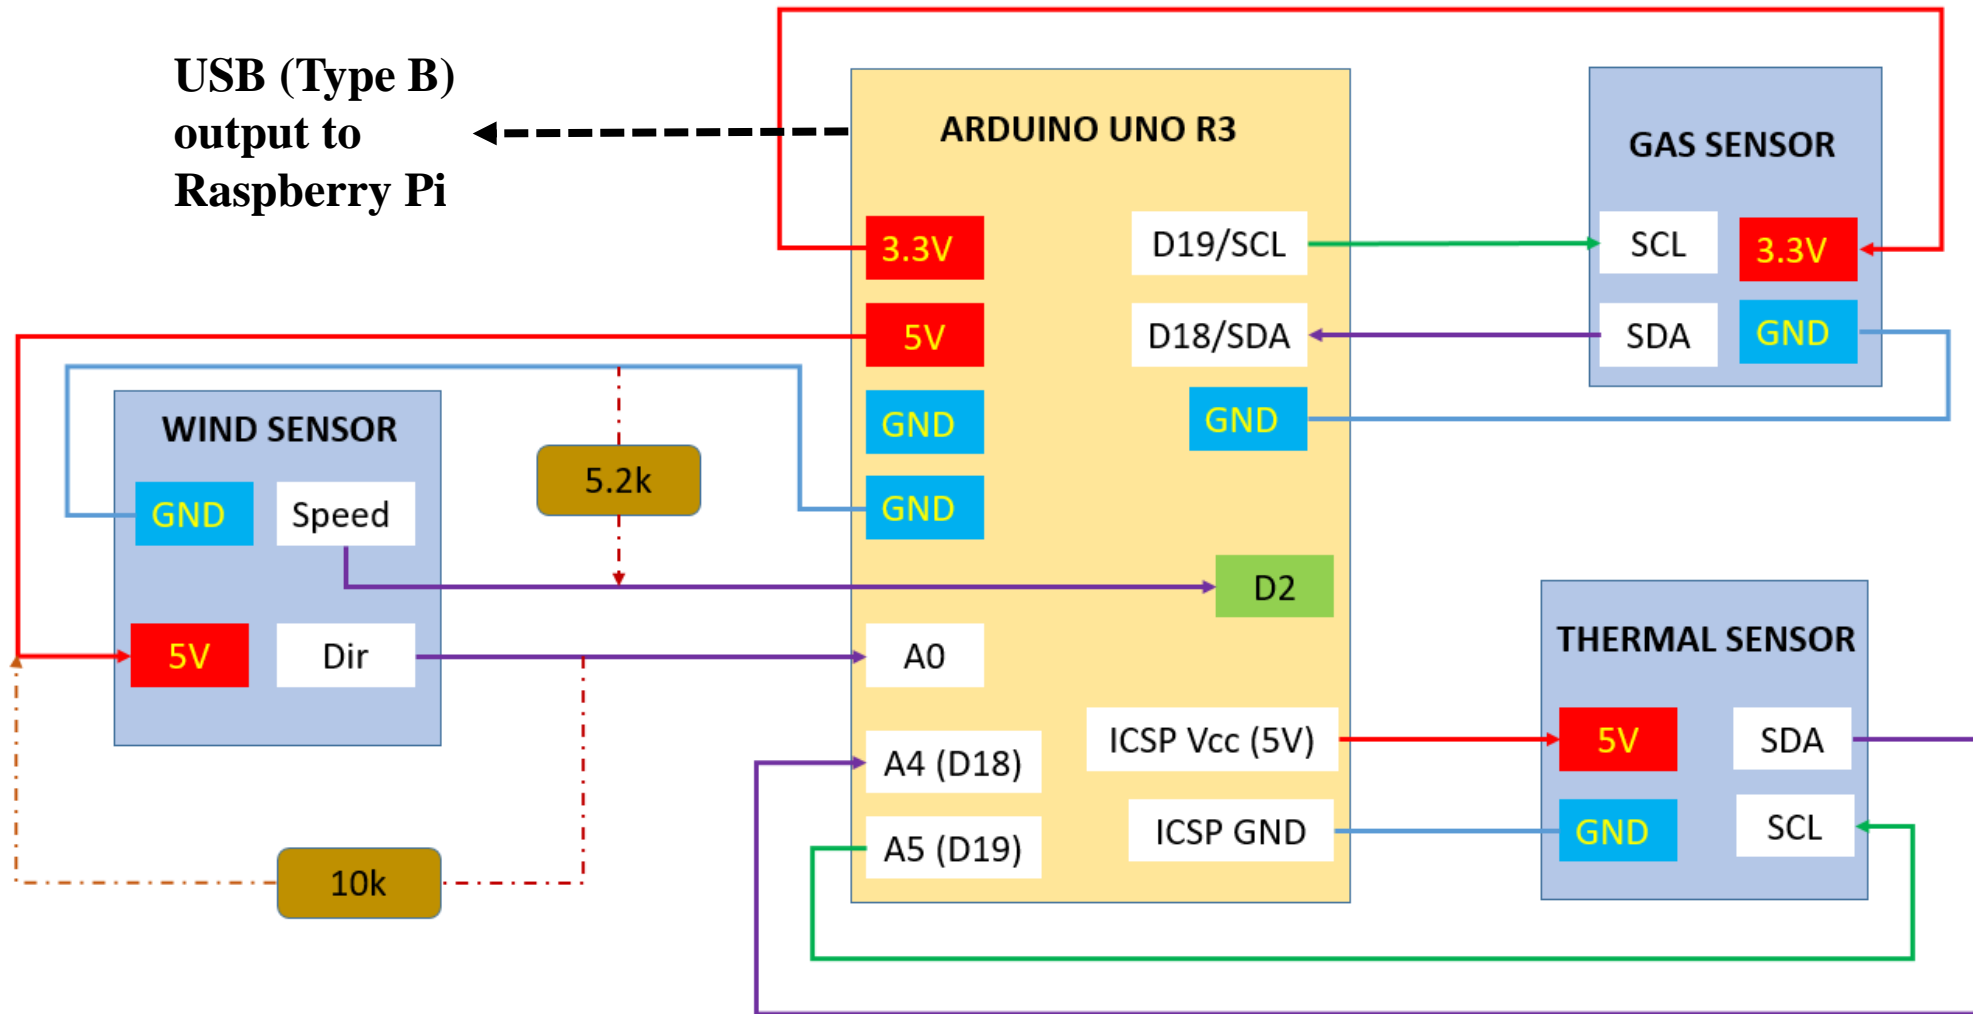 USB (Type B)
output to
Raspberry Pi
ARDUINO UNO R3
3.3V
5V
GND
GND
D19/SCL
D18/SDA
GND
D2
A0
A4 (D18)
A5 (D19)
ICSP Vcc (5V)
ICSP GND
GAS SENSOR
SCL
3.3V
SDA
GND
WIND SENSOR
GND
Speed
5V
Dir
5.2k
10k
THERMAL SENSOR
5V
SDA
GND
SCL